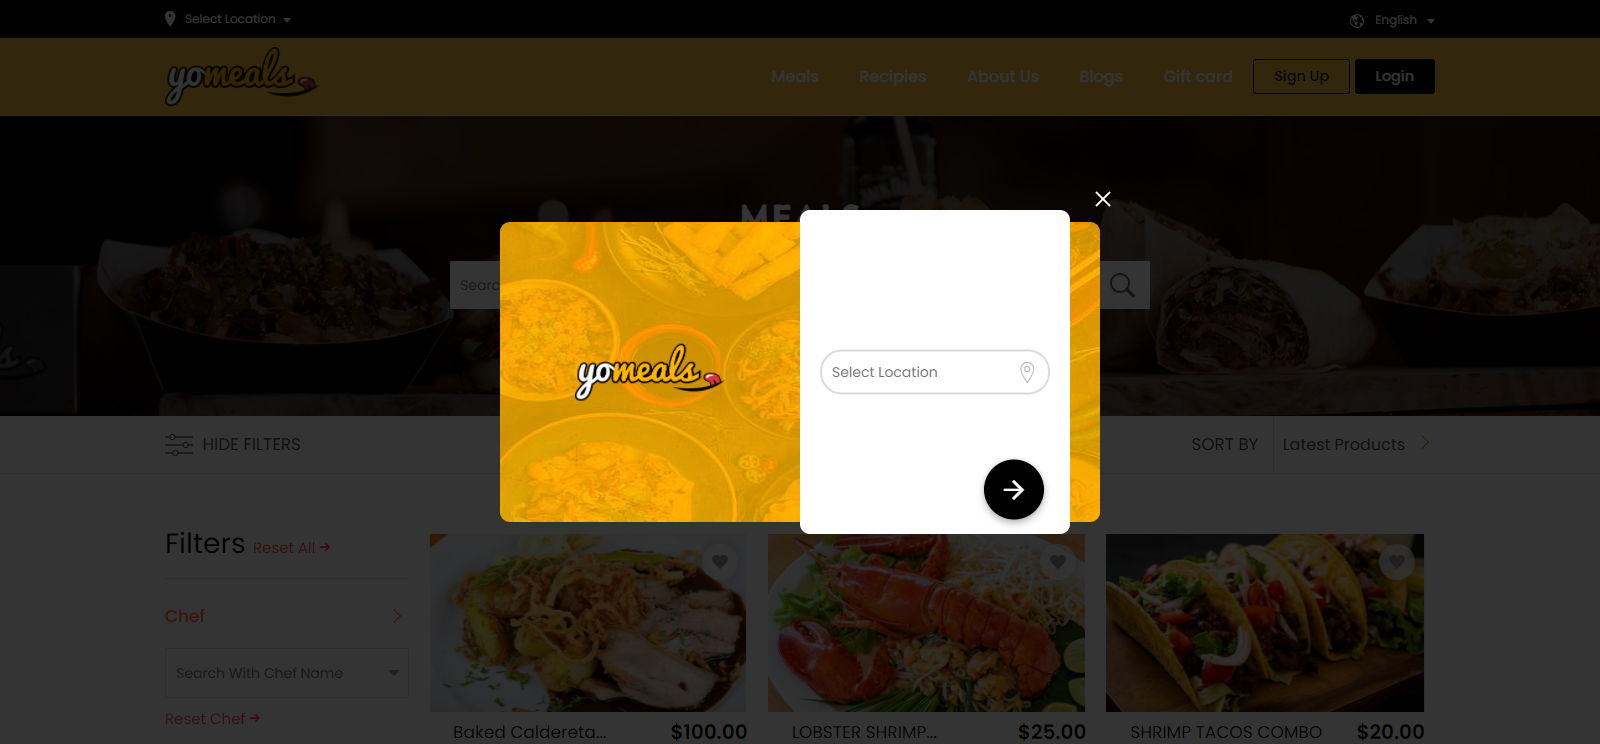 Select Location
English
yomeals
Meals
Recipies
About Us
Blogs
Gift card
Sign Up
Login
MEALS
Searc
yomeals
Select Location
HIDE FILTERS
SORT BY
Latest Products
Filters
Reset All
Chef
Search With Chef Name
Reset Chef
Baked Caldereta...
$100.00
LOBSTER SHRIMP...
$25.00
SHRIMP TACOS COMBO
$20.00